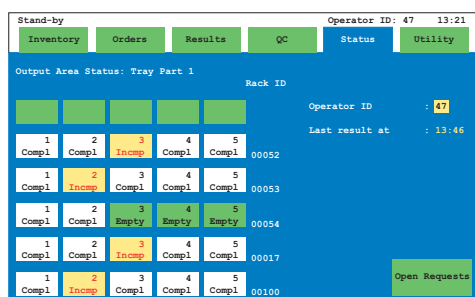 Stand-by Operator ID: 47 13:21
Inventory Orders Results QC Status Utility
Output Area Status: Tray Part 1
Rack ID
Operator ID : 47
Last result at : 13:46
1 2 3 4 5
Compl Compl Incmp Compl Compl 00052
1 2 3 4 5
Compl Incmp Compl Compl Compl 00053
1 2 3 4 5
Compl Compl Empty Empty Empty 00054
1 2 3 4 5
Compl Compl Incmp Compl Compl 00017
1 2 3 4 5
Compl Incmp Compl Compl Compl 00100
Open Requests